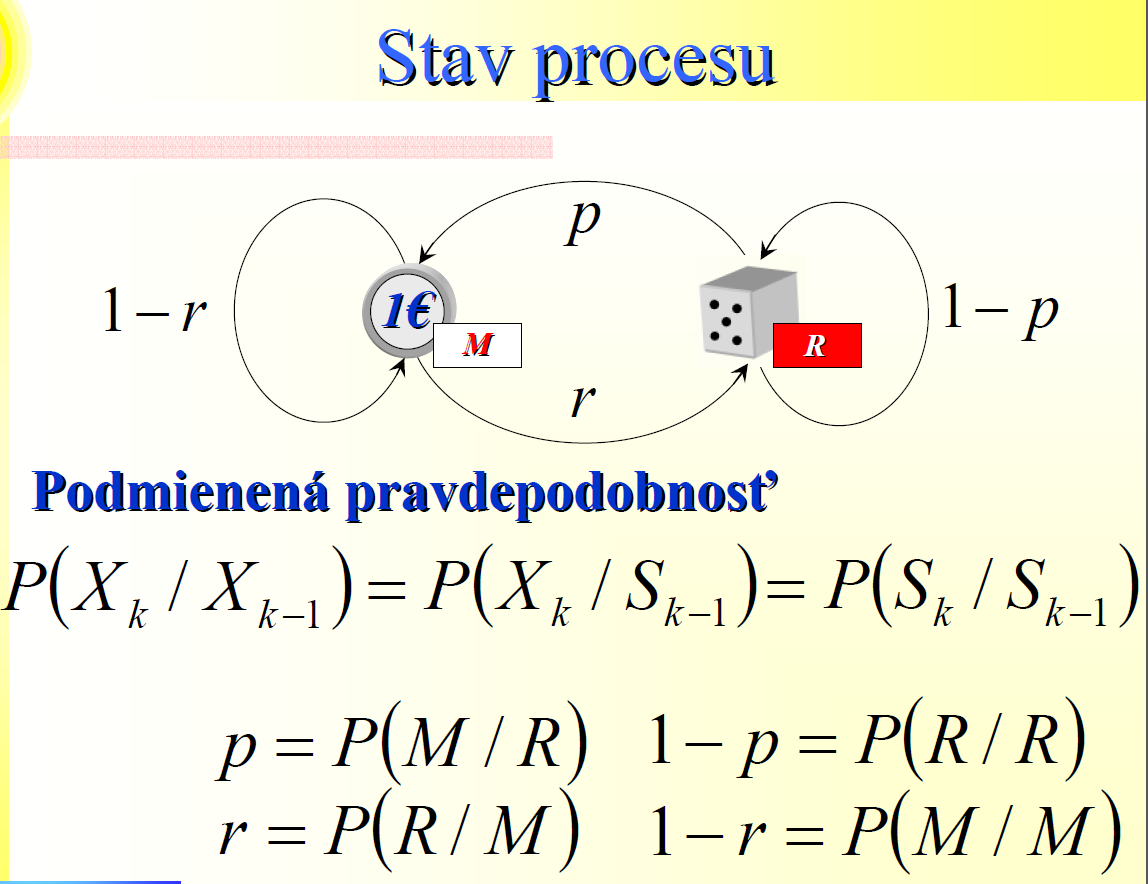 Stav procesu
p
1 − r
1€
M
R
1 − p
r
Podmienená pravdepodobnosť
P(X_k / X_{k−1}) = P(X_k / S_{k−1}) = P(S_k / S_{k−1})
p = P(M / R) 1 − p = P(R / R)
r = P(R / M) 1 − r = P(M / M)